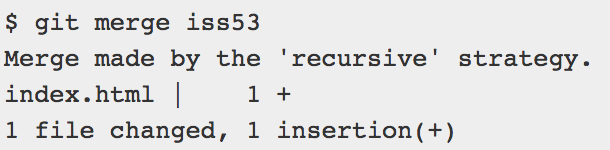 $ git merge iss53
Merge made by the 'recursive' strategy.
index.html |    1 +
1 file changed, 1 insertion(+)